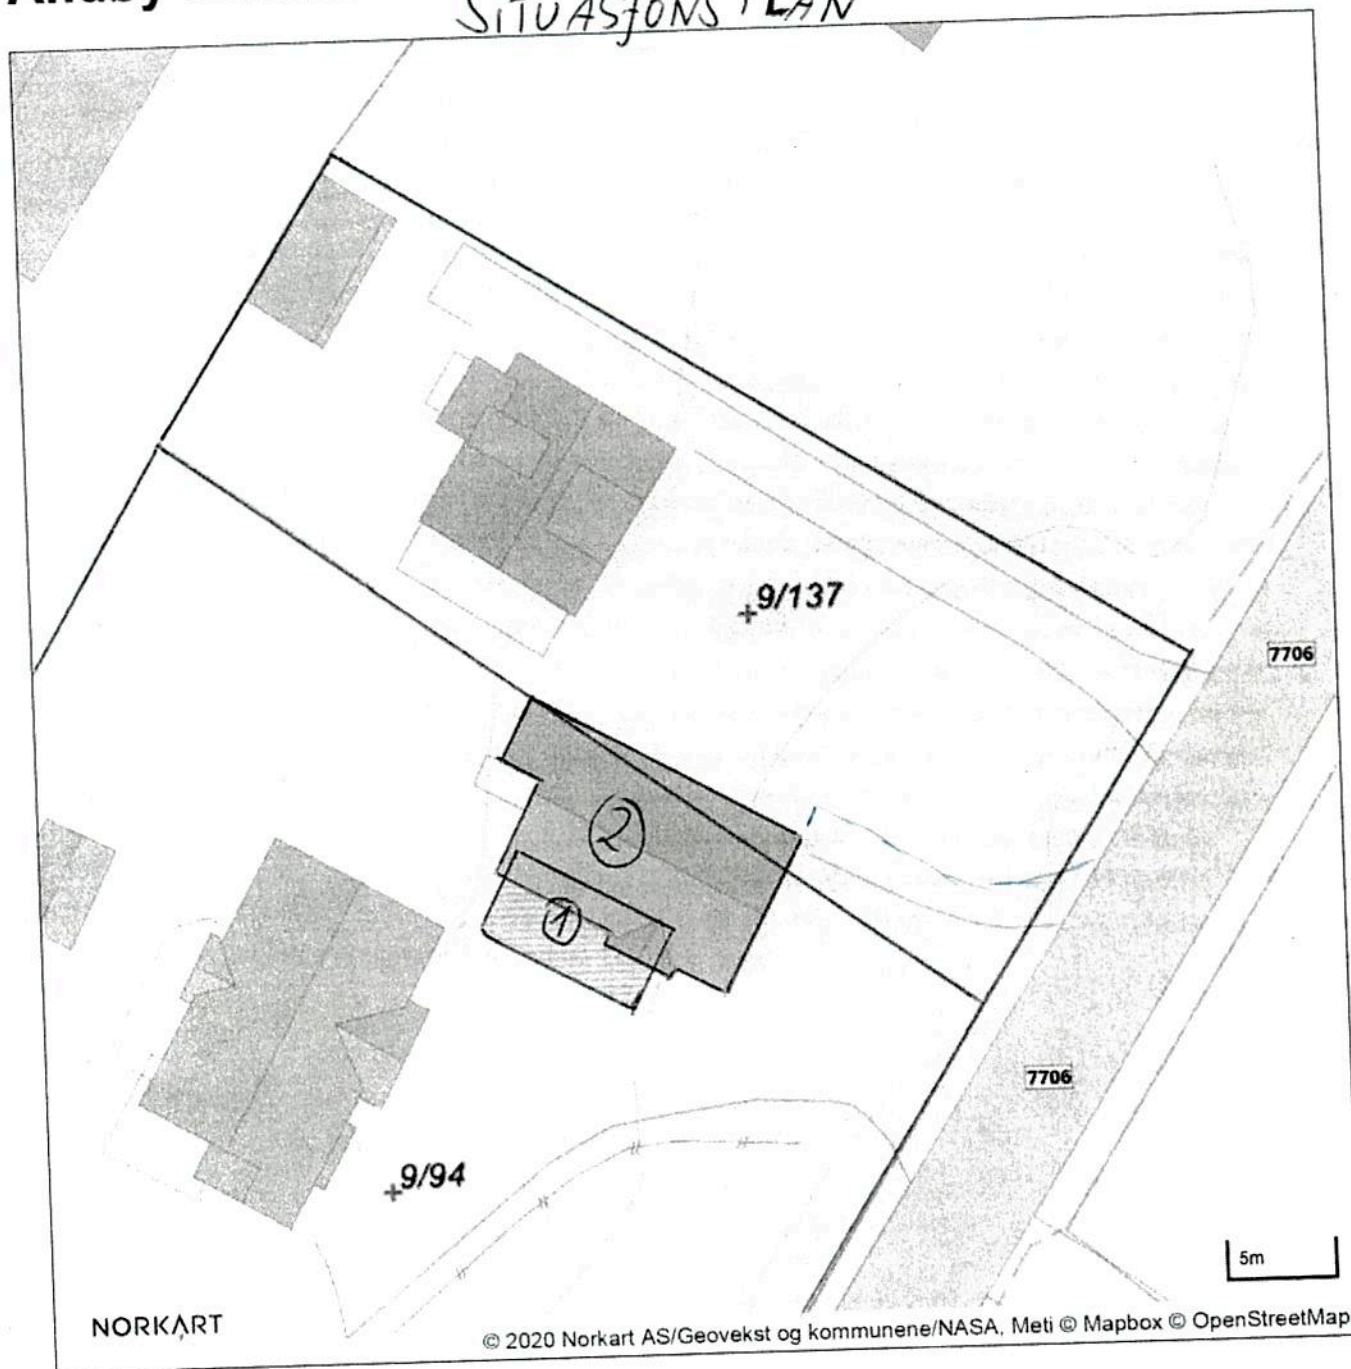 SITUASJONSPLAN
9/137
7706
2
1
7706
9/94
5m
NORKART
© 2020 Norkart AS/Geovekst og kommunene/NASA, Meti © Mapbox © OpenStreetMap